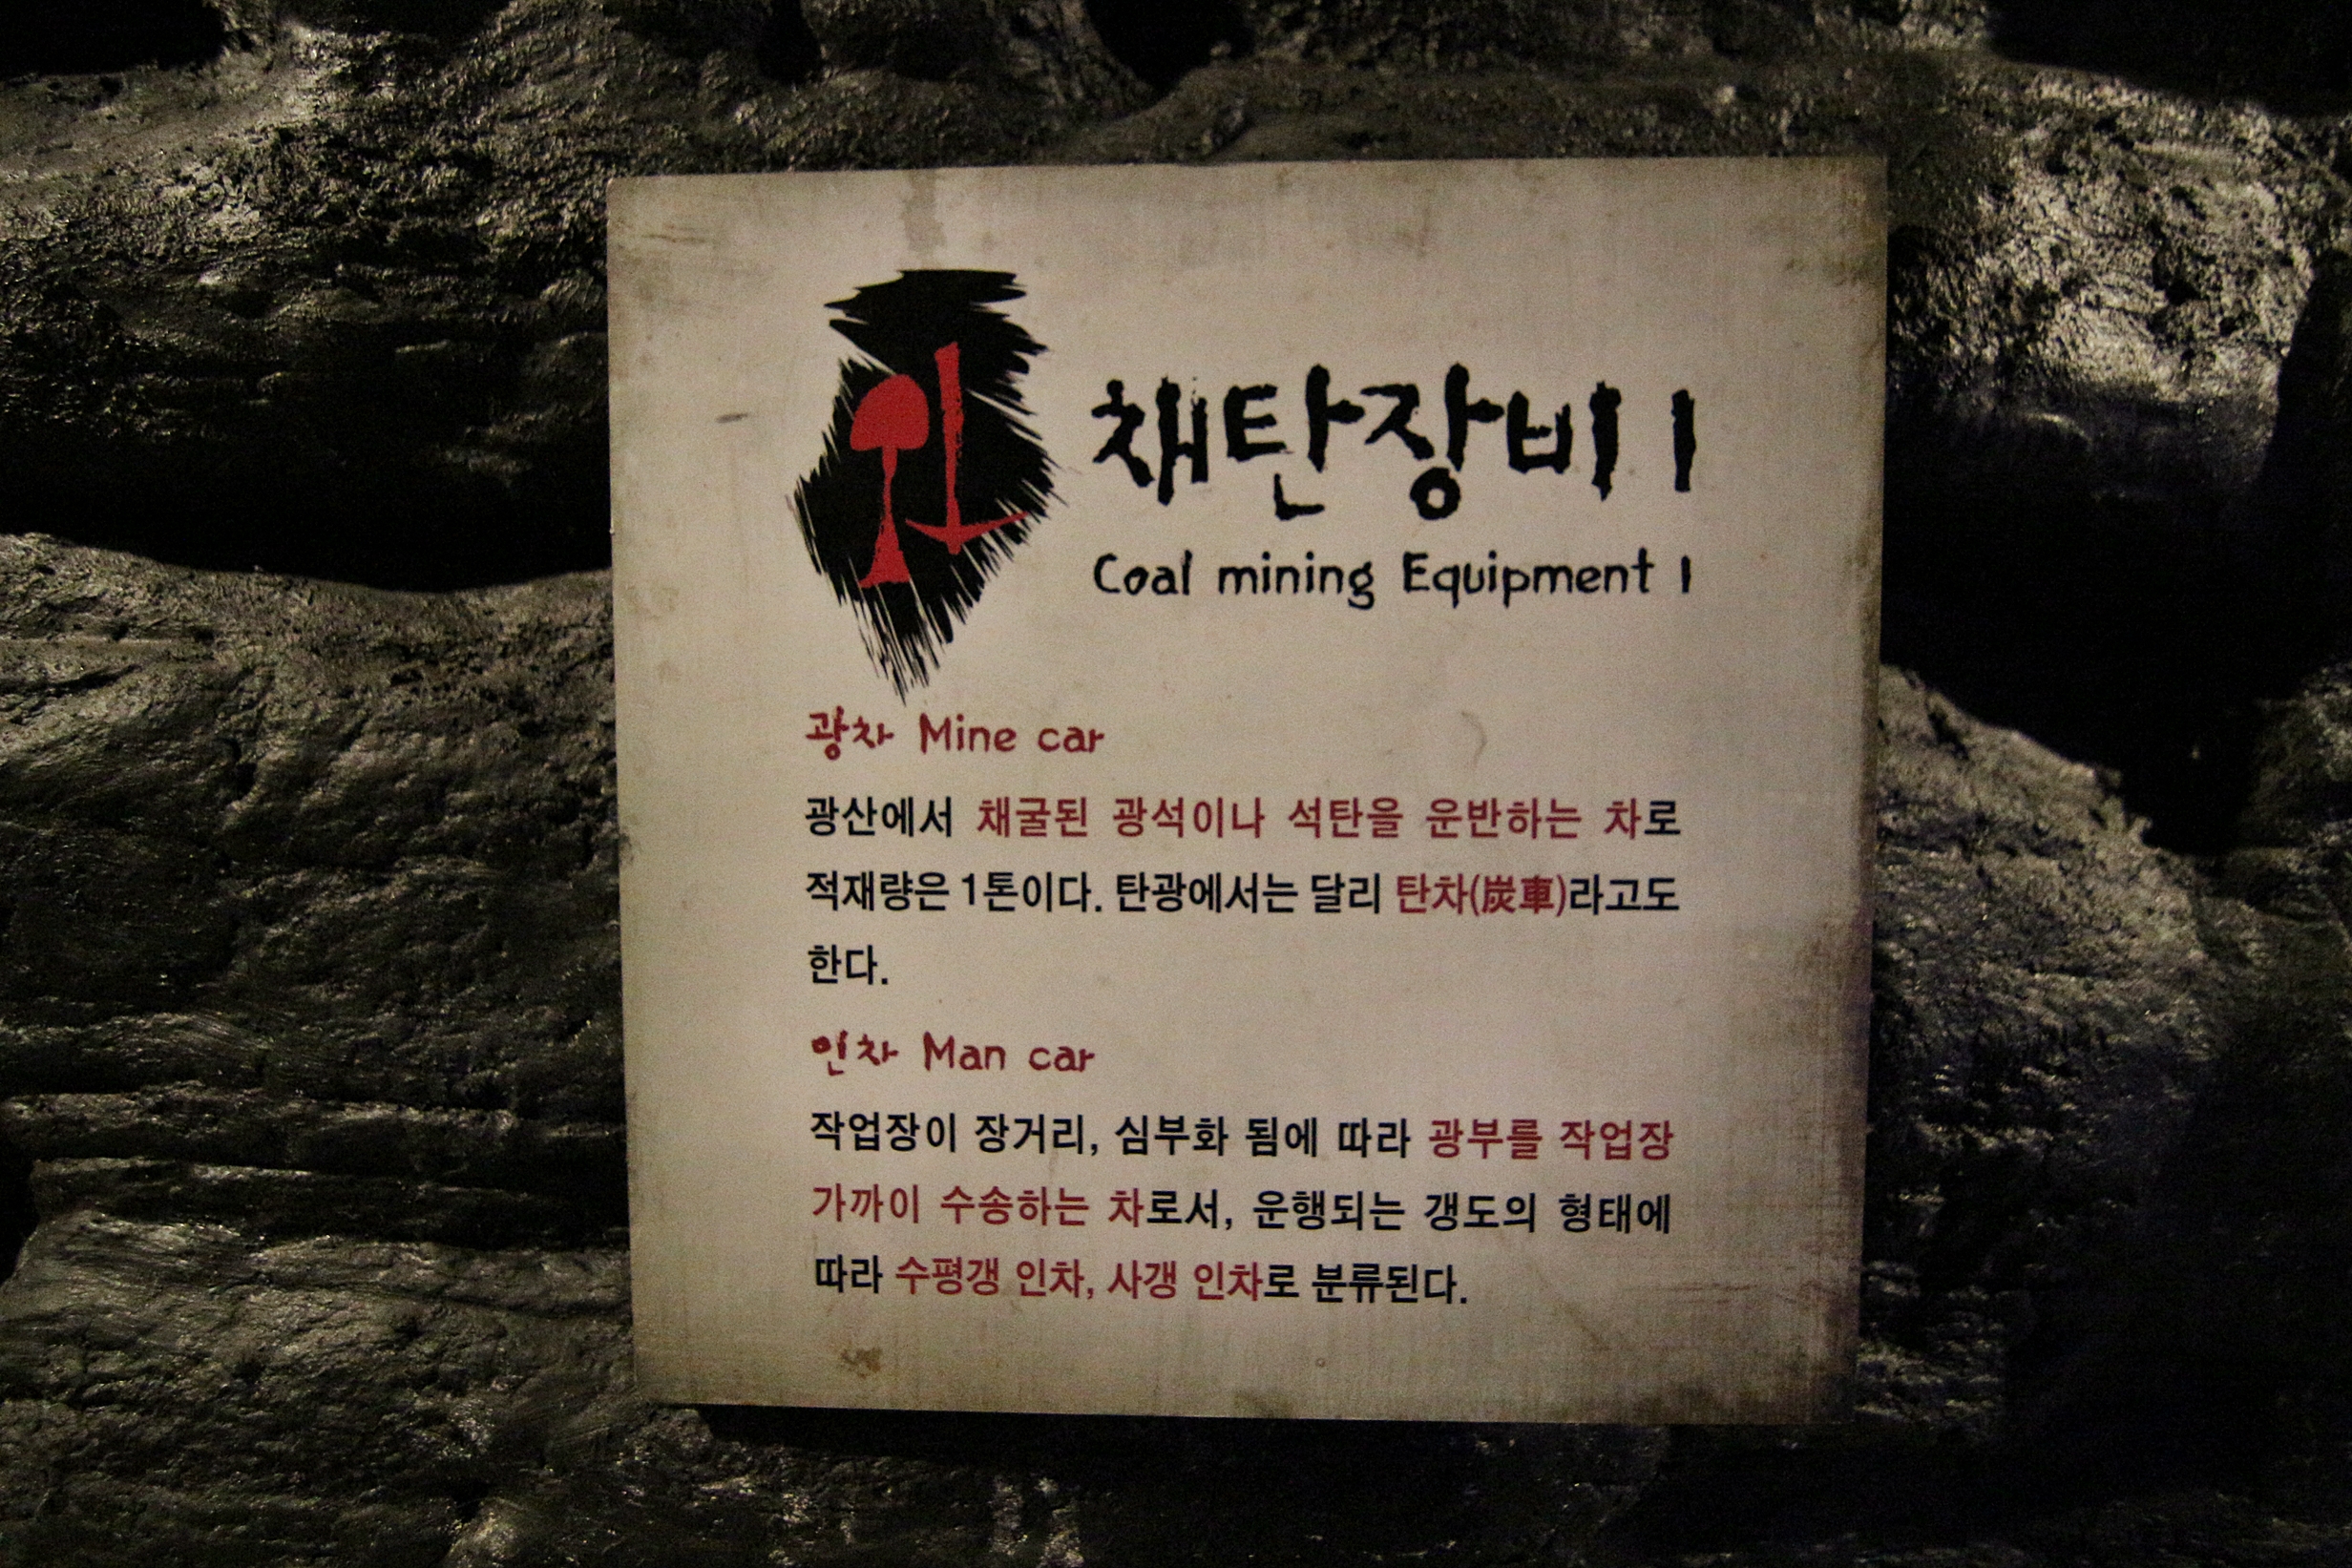 채탄장비 I
Coal mining Equipment I
광차 Mine car
광산에서 채굴된 광석이나 석탄을 운반하는 차로
적재량은 1톤이다. 탄광에서는 달리 탄차(炭車)라고도
한다.
인차 Man car
작업장이 장거리, 심부화 됨에 따라 광부를 작업장
가까이 수송하는 차로서, 운행되는 갱도의 형태에
따라 수평갱 인차, 사갱 인차로 분류된다.